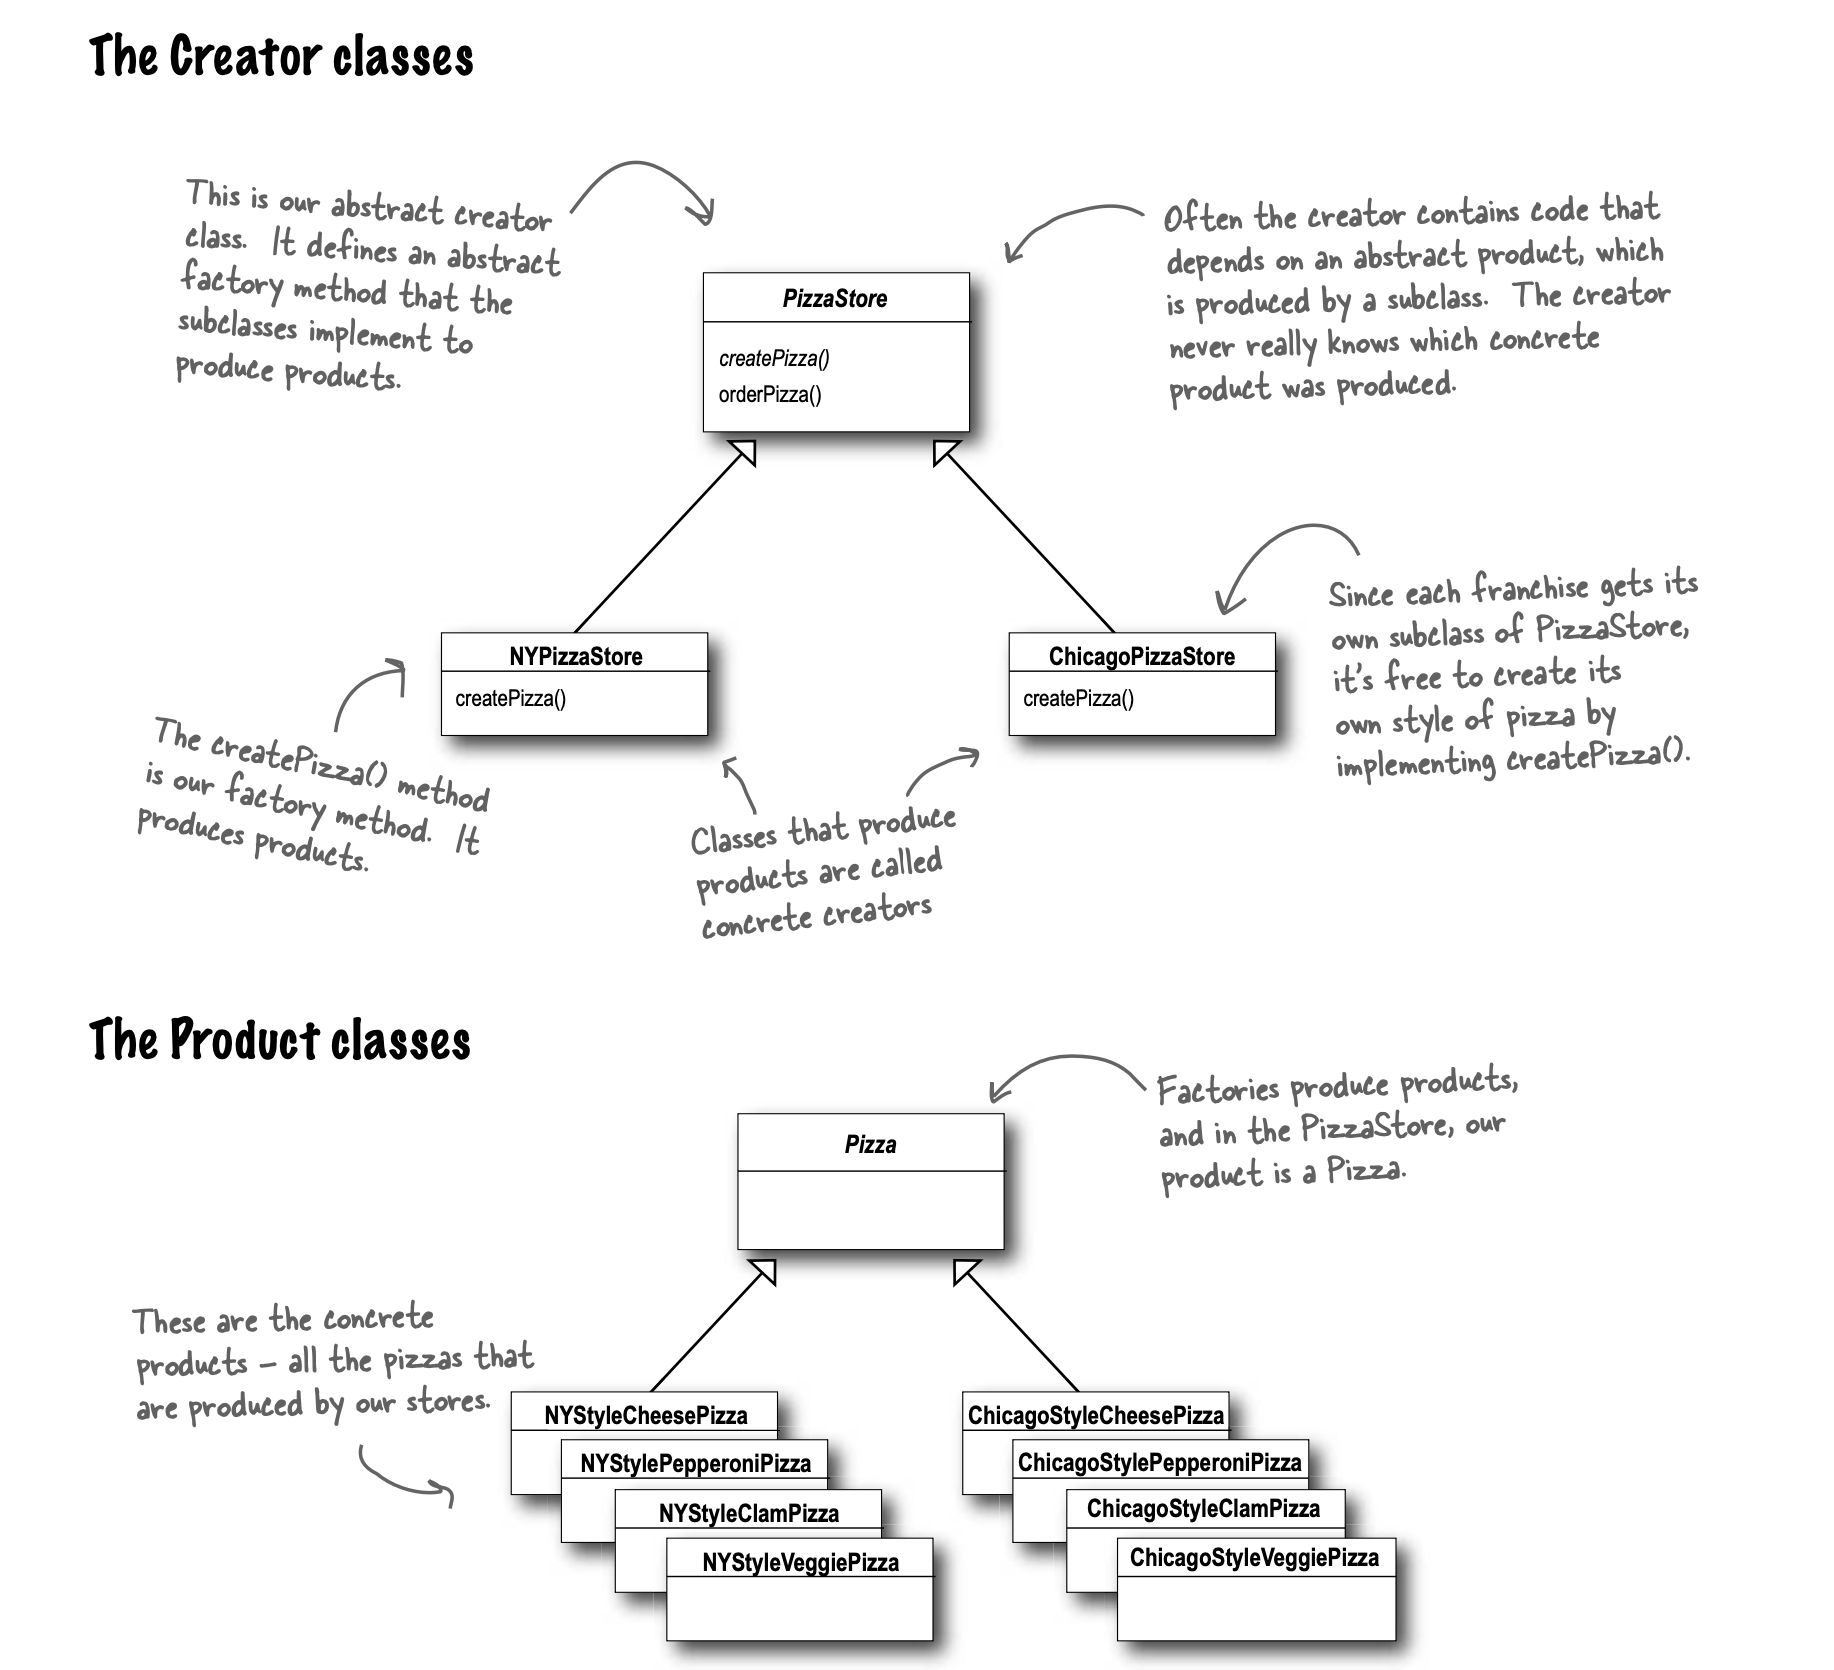 The Creator classes
This is our abstract creator
class. It defines an abstract
factory method that the
subclasses implement to
produce products.
Often the creator contains code that
depends on an abstract product, which
is produced by a subclass. The creator
never really knows which concrete
product was produced.
PizzaStore
createPizza()
orderPizza()
NYPizzaStore
createPizza()
ChicagoPizzaStore
createPizza()
Since each franchise gets its
own subclass of PizzaStore,
it's free to create its
own style of pizza by
implementing createPizza().
The createPizza() method
is our factory method. It
produces products.
Classes that produce
products are called
concrete creators
The Product classes
Factories produce products,
and in the PizzaStore, our
product is a Pizza.
Pizza
These are the concrete
products – all the pizzas that
are produced by our stores.
NYStyleCheesePizza
NYStylePepperoniPizza
NYStyleClamPizza
NYStyleVeggiePizza
ChicagoStyleCheesePizza
ChicagoStylePepperoniPizza
ChicagoStyleClamPizza
ChicagoStyleVeggiePizza